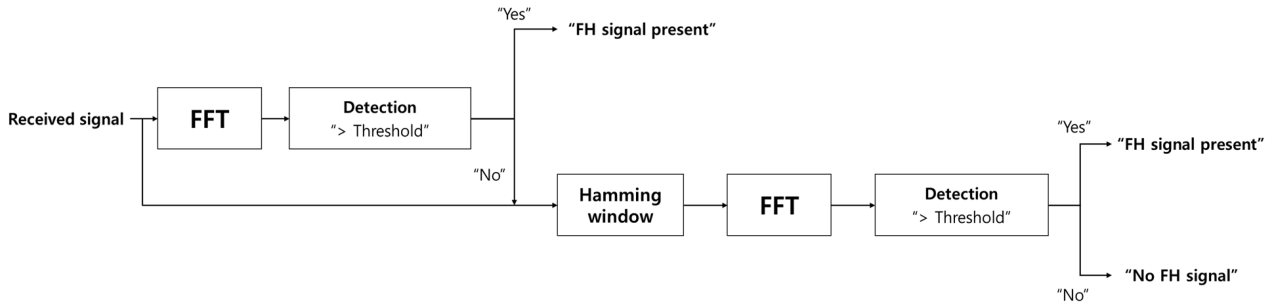 “Yes”
“FH signal present”
Received signal
FFT
Detection
“> Threshold”
“No”
Hamming
window
FFT
Detection
“> Threshold”
“Yes”
“FH signal present”
“No FH signal”
“No”